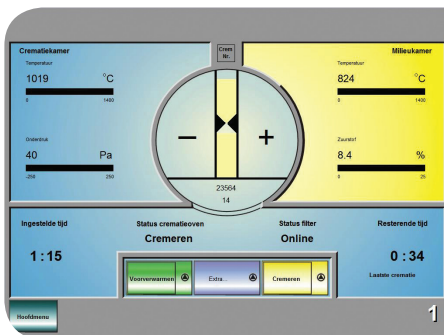 Crematiekamer
Crem Nr.
Milieukamer
Temperatuur
1019 °C
0 1400
Onderdruk
40 Pa
-250 250
Temperatuur
824 °C
0 1400
Zuurstof
8.4 %
0 25
− +
23564
14
Ingestelde tijd
1:15
Status crematieoven
Cremeren
Status filter
Online
Resterende tijd
0:34
Laatste crematie
Voorverwarmen
Extra...
Cremeren
Hoofdmenu
1